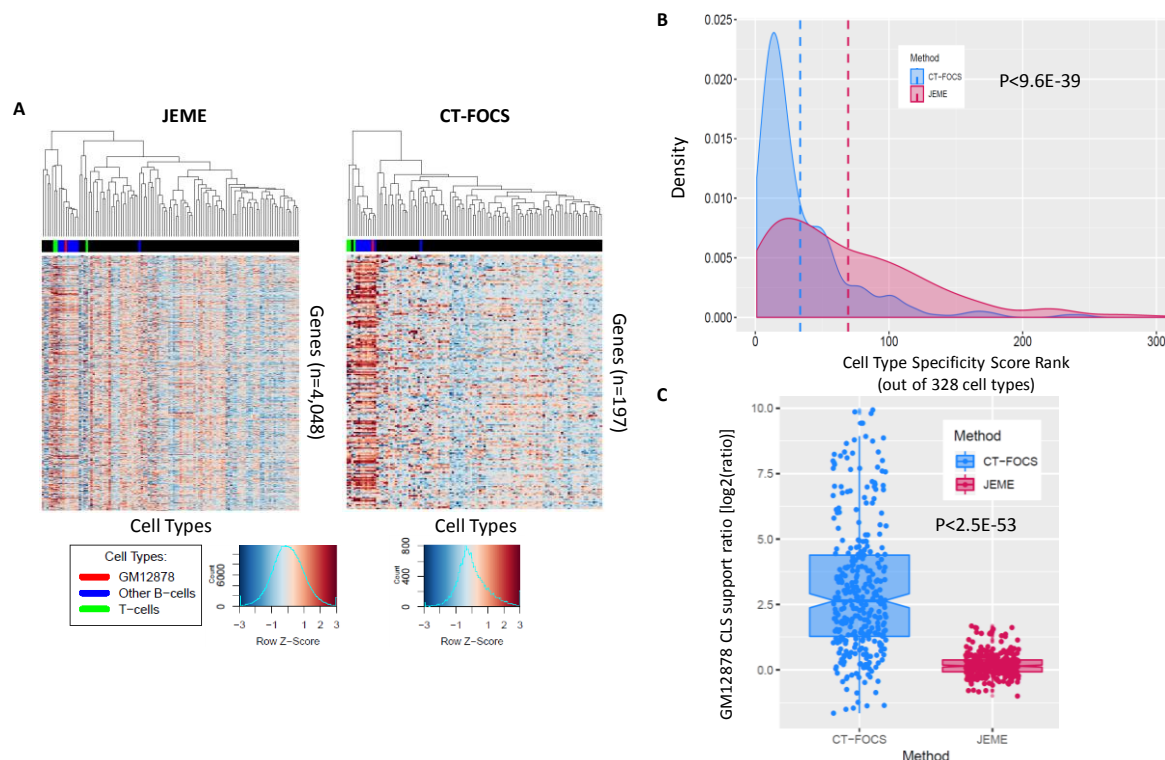 A
JEME
CT-FOCS
Genes (n=4,048)
Genes (n=197)
Cell Types
Cell Types
Cell Types:
GM12878
Other B-cells
T-cells
Count
0 6000
-3 -1 1 2 3
Row Z-Score
Count
0 400 800
-3 -1 1 2 3
Row Z-Score
B
Density
0.025
0.020
0.015
0.010
0.005
0.000
Method
CT-FOCS
JEME
P<9.6E-39
0 100 200 300
Cell Type Specificity Score Rank
(out of 328 cell types)
C
GM12878 CLS support ratio [log2(ratio)]
10.0
7.5
5.0
2.5
0.0
Method
CT-FOCS
JEME
P<2.5E-53
CT-FOCS JEME
Method